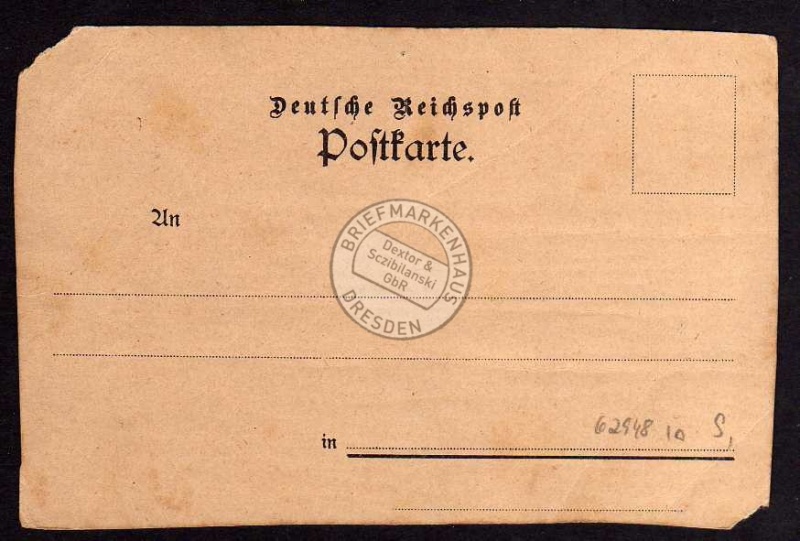 Deutſche Reichspoſt
Poſtkarte.
An
BRIEFMARKENHAUS
Dextor &
Sczibilanski
GbR
DRESDEN
62948 10 S,
in